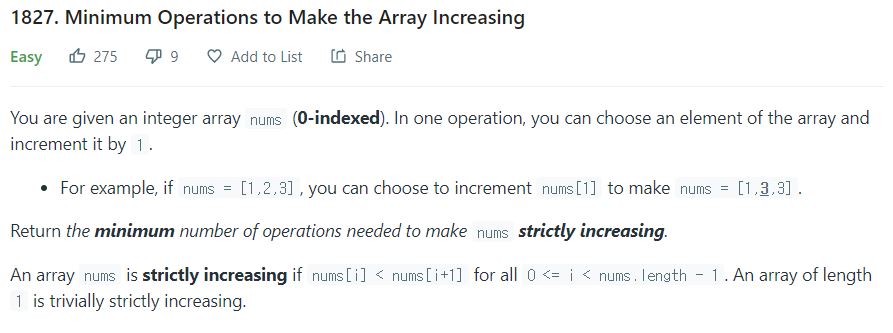 1827. Minimum Operations to Make the Array Increasing
Easy 275 9 Add to List Share
You are given an integer array nums (0-indexed). In one operation, you can choose an element of the array and
increment it by 1.
• For example, if nums = [1,2,3], you can choose to increment nums[1] to make nums = [1,3,3].
Return the minimum number of operations needed to make nums strictly increasing.
An array nums is strictly increasing if nums[i] < nums[i+1] for all 0 <= i < nums.length - 1. An array of length
1 is trivially strictly increasing.